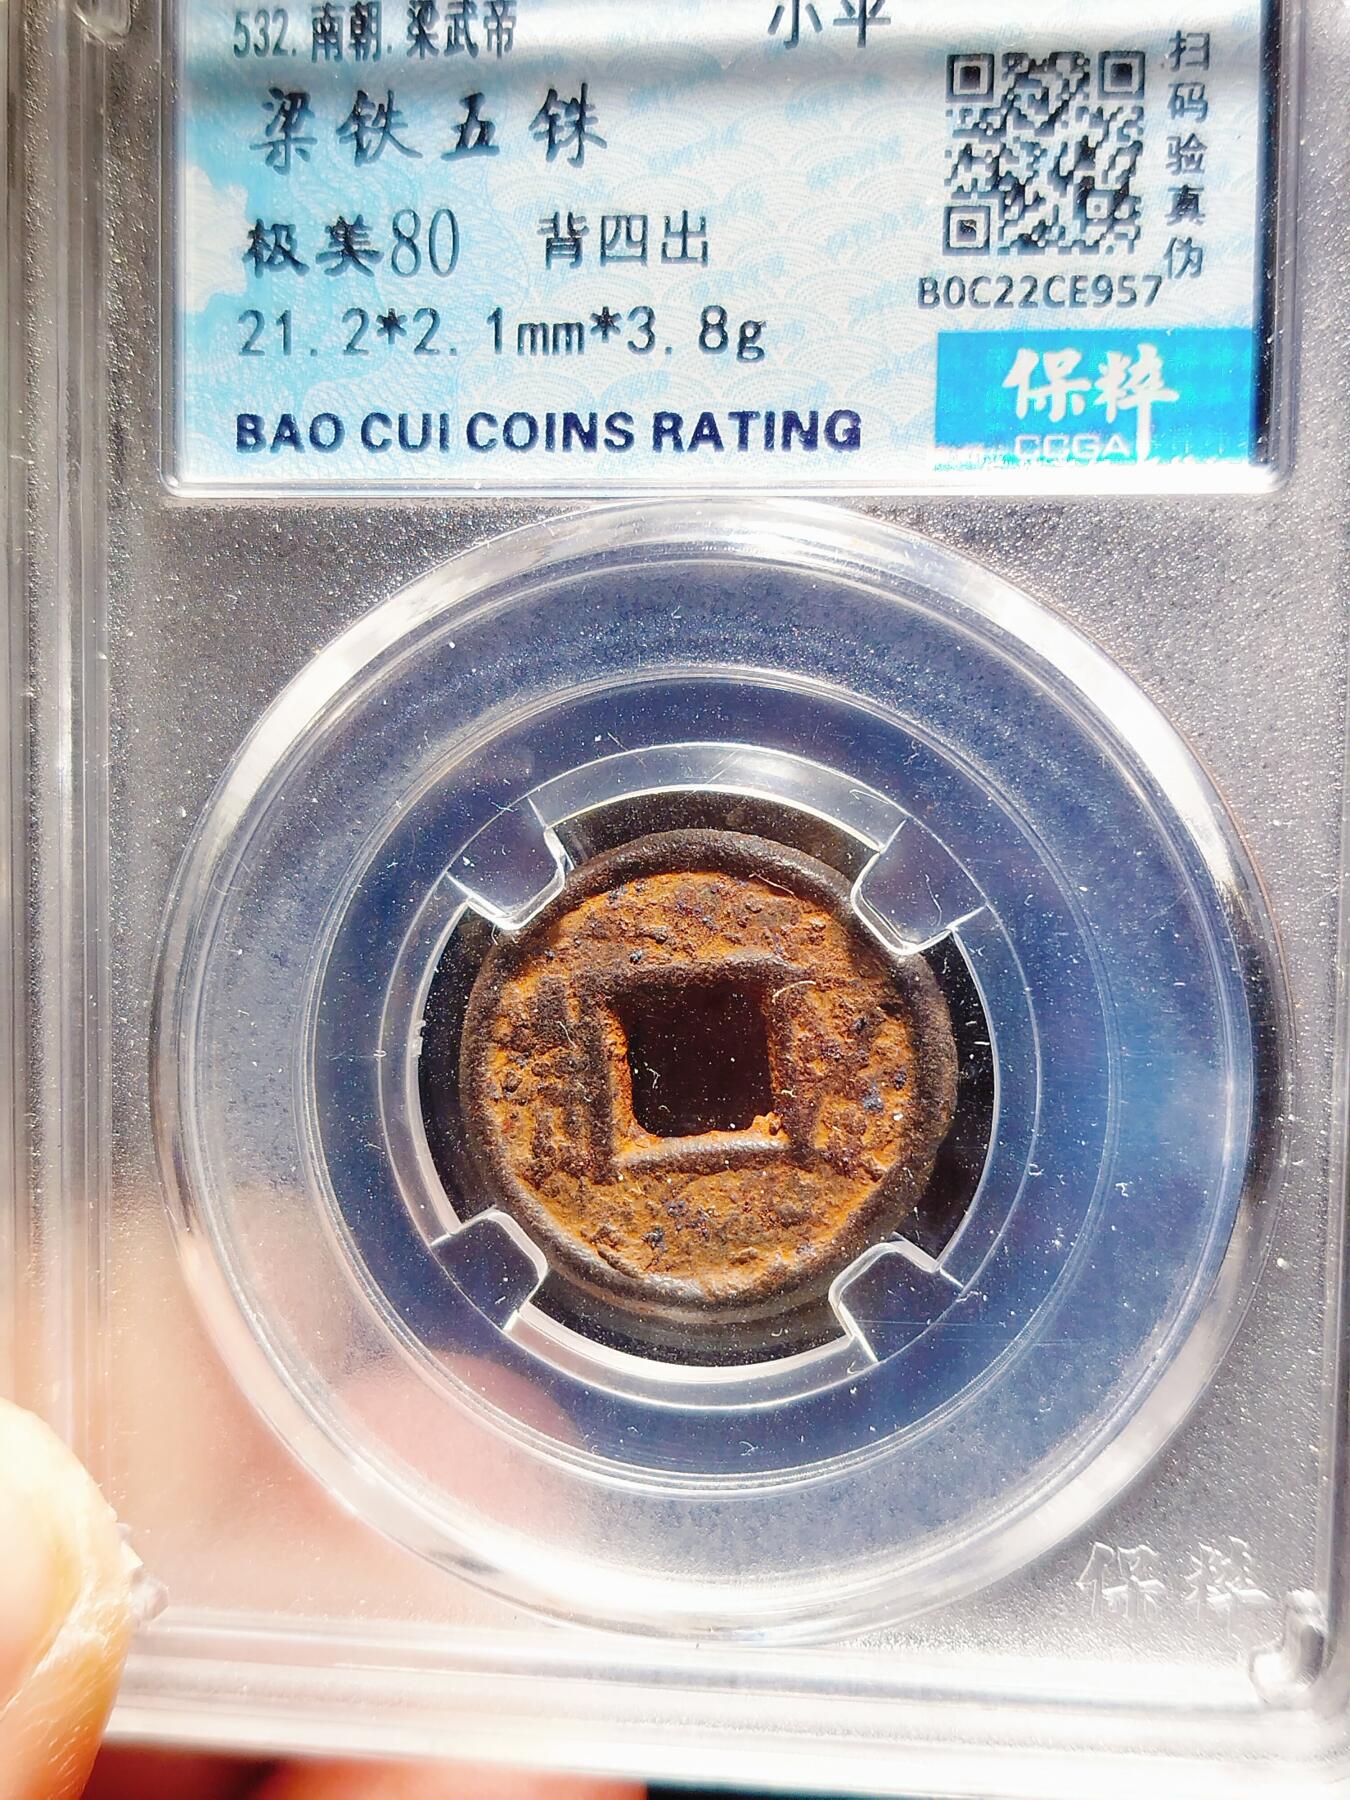 532.南朝.梁武帝
小平
梁铁五铢
极美80 背四出
21.2*2.1mm*3.8g
BAO CUI COINS RATING
扫码验真伪
B0C22CE957
保粹
CCGA
五铢
保粹